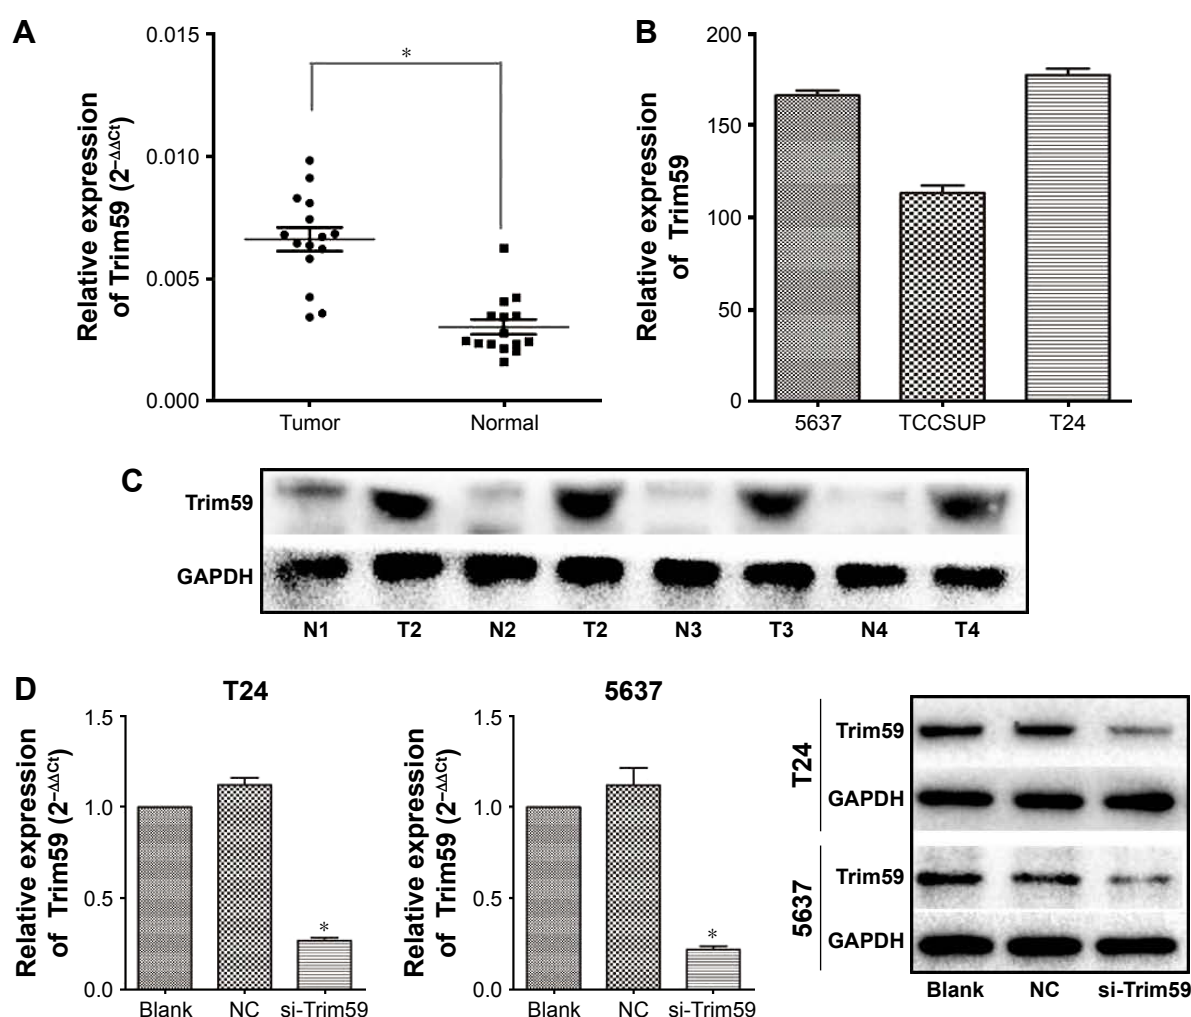 A
Relative expression
of Trim59 (2−ΔΔCt)
0.015
0.010
0.005
0.000
*
Tumor
Normal
B
Relative expression
of Trim59
200
150
100
50
0
5637
TCCSUP
T24
C
Trim59
GAPDH
N1
T2
N2
T2
N3
T3
N4
T4
D
T24
Relative expression
of Trim59 (2−ΔΔCt)
1.5
1.0
0.5
0.0
*
Blank
NC
si-Trim59
5637
Relative expression
of Trim59 (2−ΔΔCt)
1.5
1.0
0.5
0.0
*
Blank
NC
si-Trim59
T24
Trim59
GAPDH
5637
Trim59
GAPDH
Blank
NC
si-Trim59